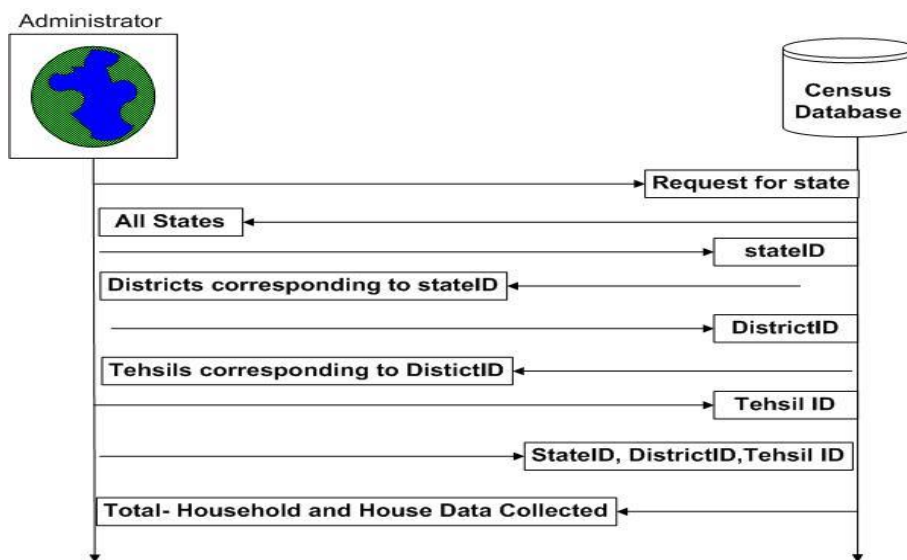 Administrator
Census
Database
Request for state
All States
stateID
Districts corresponding to stateID
DistrictID
Tehsils corresponding to DistictID
Tehsil ID
StateID, DistrictID,Tehsil ID
Total- Household and House Data Collected